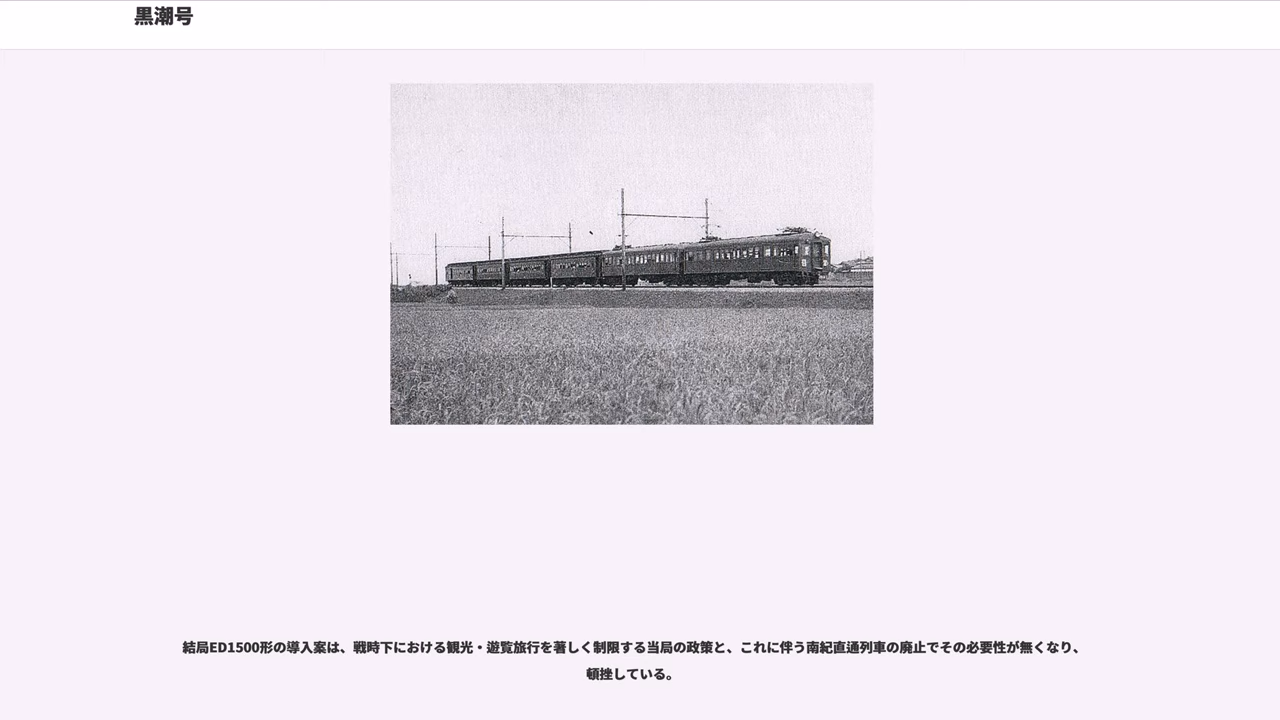 黒潮号
結局ED1500形の導入案は、戦時下における観光・遊覧旅行を著しく制限する当局の政策と、これに伴う南紀直通列車の廃止でその必要性が無くなり、
頓挫している。